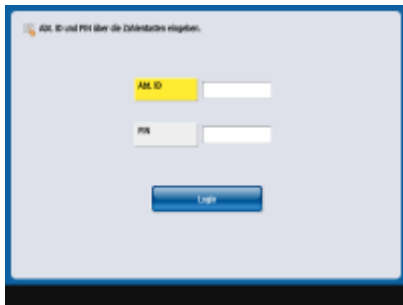 Abt. ID und PIN über die Zahlentasten eingeben.
Abt. ID
PIN
Login